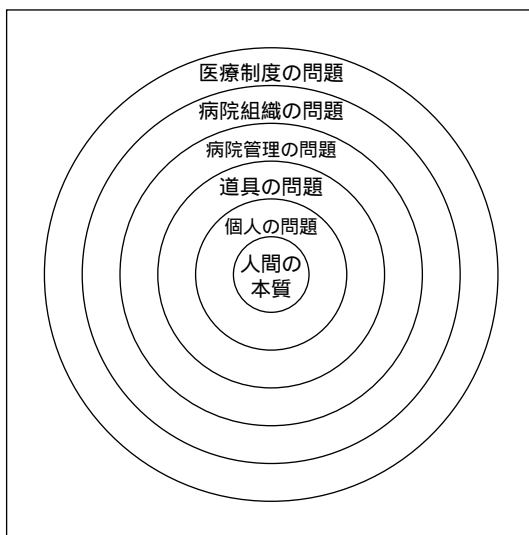 医療制度の問題
病院組織の問題
病院管理の問題
道具の問題
個人の問題
人間の
本質